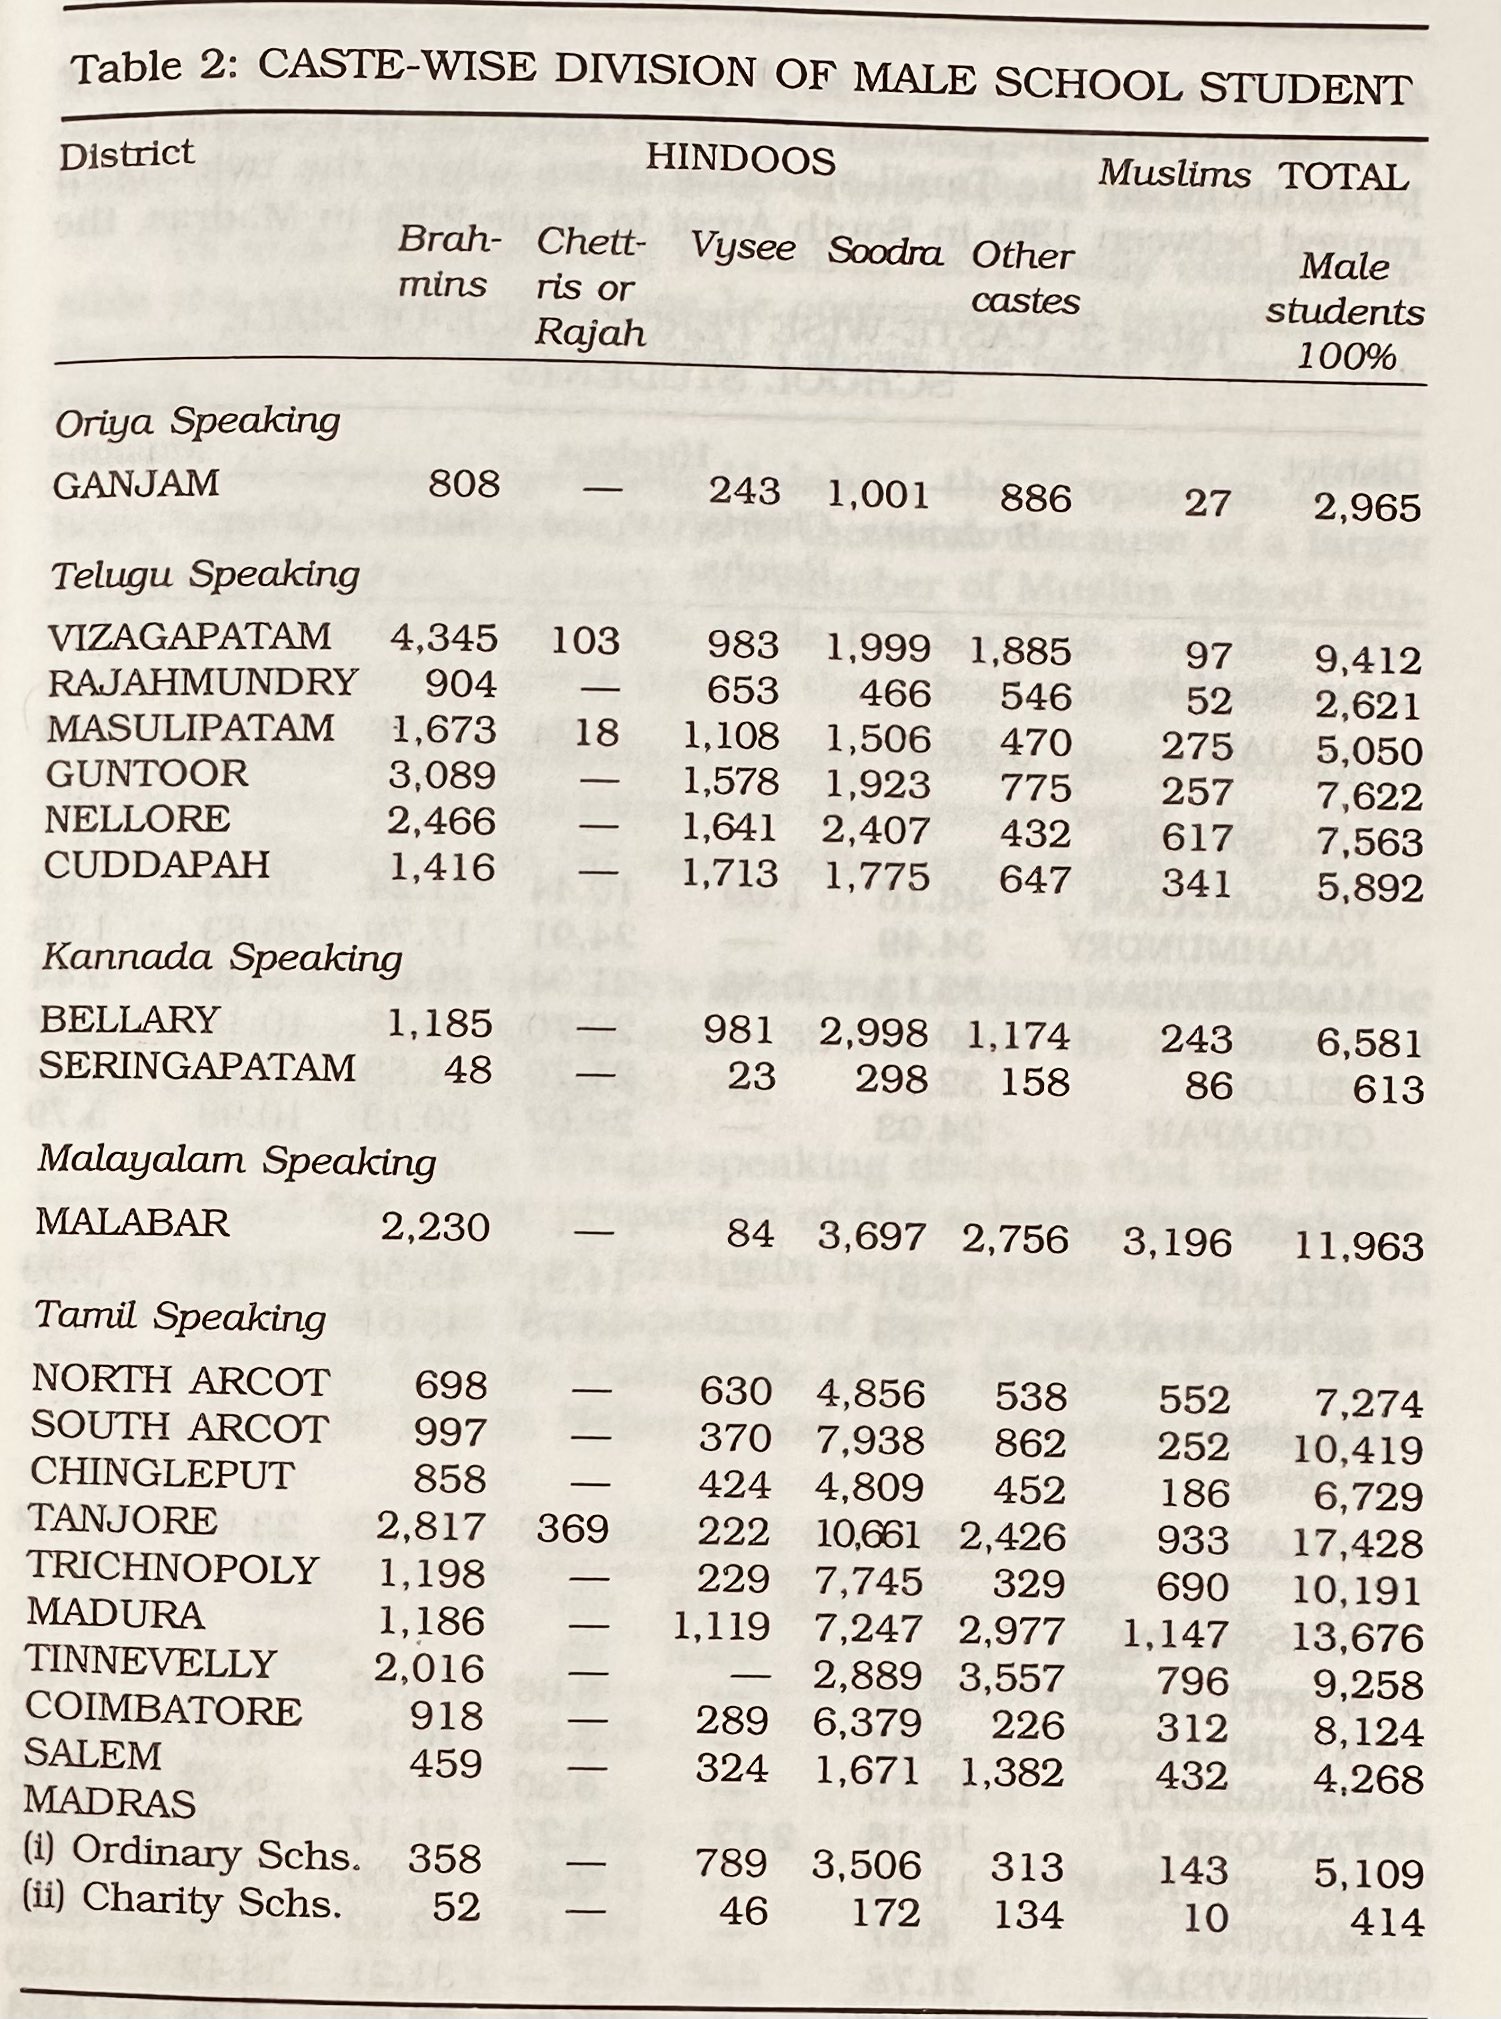 Table 2: CASTE-WISE DIVISION OF MALE SCHOOL STUDENT
District HINDOOS Muslims TOTAL
Brah- Chett- Vysee Soodra Other Male
mins ris or castes students
Rajah 100%
Oriya Speaking
GANJAM 808 — 243 1,001 886 27 2,965
Telugu Speaking
VIZAGAPATAM 4,345 103 983 1,999 1,885 97 9,412
RAJAHMUNDRY 904 — 653 466 546 52 2,621
MASULIPATAM 1,673 18 1,108 1,506 470 275 5,050
GUNTOOR 3,089 — 1,578 1,923 775 257 7,622
NELLORE 2,466 — 1,641 2,407 432 617 7,563
CUDDAPAH 1,416 — 1,713 1,775 647 341 5,892
Kannada Speaking
BELLARY 1,185 — 981 2,998 1,174 243 6,581
SERINGAPATAM 48 — 23 298 158 86 613
Malayalam Speaking
MALABAR 2,230 — 84 3,697 2,756 3,196 11,963
Tamil Speaking
NORTH ARCOT 698 — 630 4,856 538 552 7,274
SOUTH ARCOT 997 — 370 7,938 862 252 10,419
CHINGLEPUT 858 — 424 4,809 452 186 6,729
TANJORE 2,817 369 222 10,661 2,426 933 17,428
TRICHNOPOLY 1,198 — 229 7,745 329 690 10,191
MADURA 1,186 — 1,119 7,247 2,977 1,147 13,676
TINNEVELLY 2,016 — — 2,889 3,557 796 9,258
COIMBATORE 918 — 289 6,379 226 312 8,124
SALEM 459 — 324 1,671 1,382 432 4,268
MADRAS
(i) Ordinary Schs. 358 — 789 3,506 313 143 5,109
(ii) Charity Schs. 52 — 46 172 134 10 414